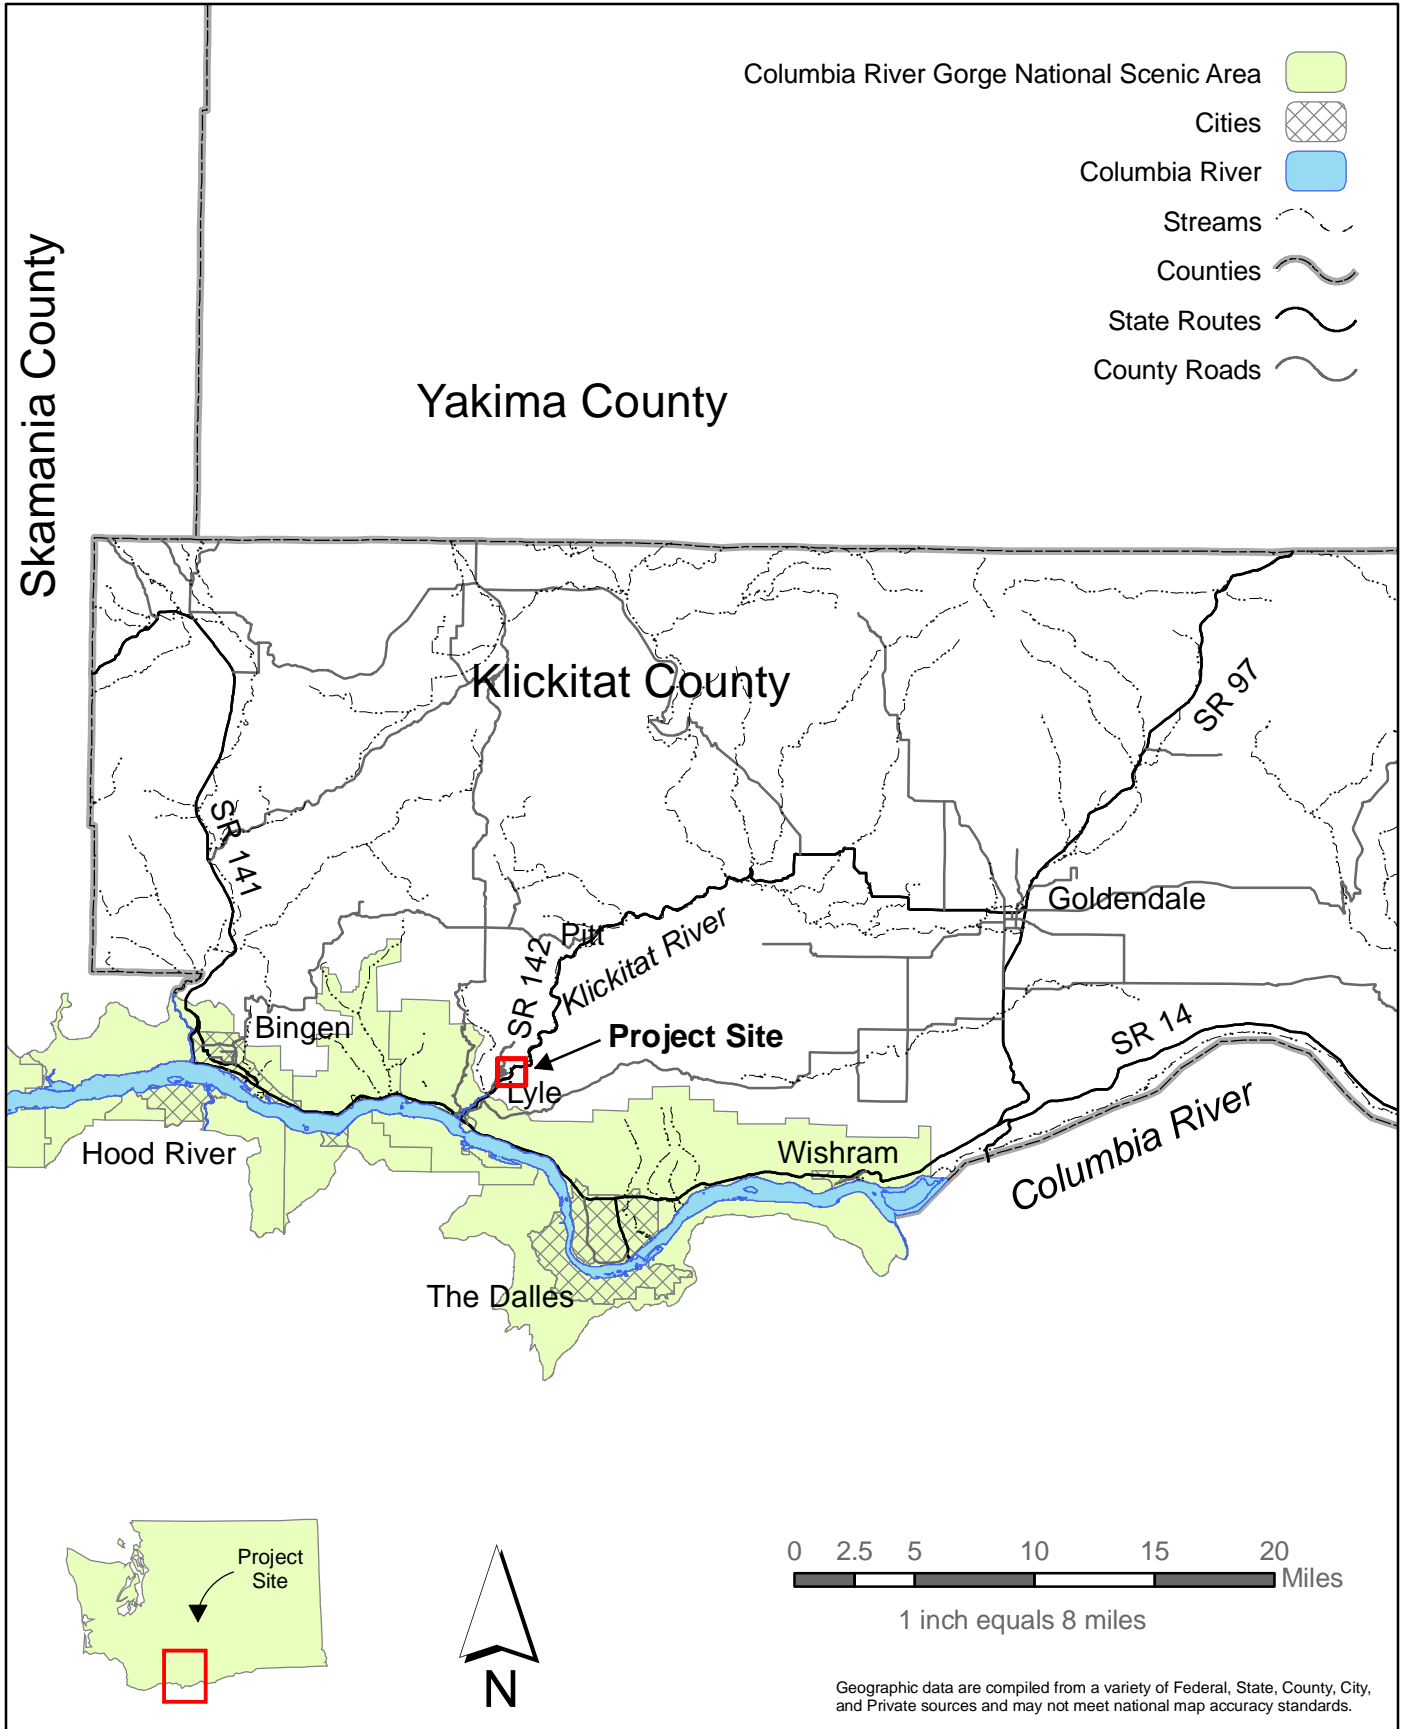 Columbia River Gorge National Scenic Area
Cities
Columbia River
Streams
Counties
State Routes
County Roads
Skamania County
Yakima County
Klickitat County
SR 97
SR 141
Goldendale
Pitt
SR 142
Klickitat River
Bingen
Project Site
SR 14
Lyle
Columbia River
Hood River
Wishram
The Dalles
Project
Site
N
0 2.5 5 10 15 20
Miles
1 inch equals 8 miles
Geographic data are compiled from a variety of Federal, State, County, City,
and Private sources and may not meet national map accuracy standards.